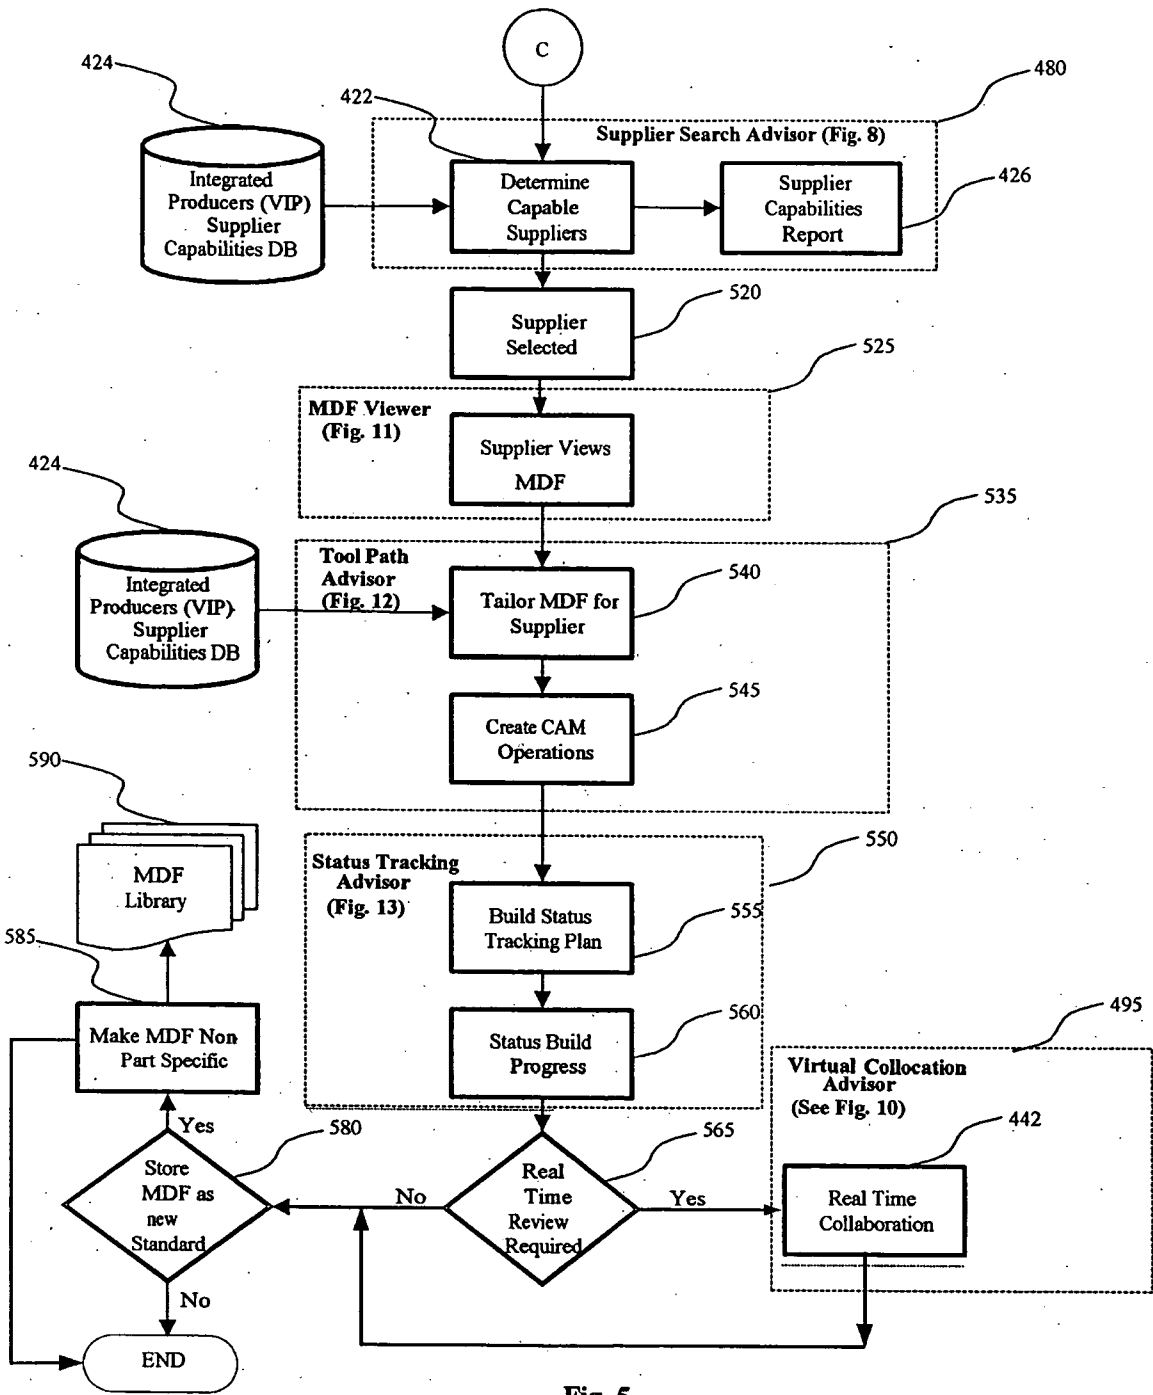 C
424
480
422
Supplier Search Advisor (Fig. 8)
Integrated
Producers (VIP)
Supplier
Capabilities DB
Determine
Capable
Suppliers
Supplier
Capabilities
Report
426
520
Supplier
Selected
525
MDF Viewer
(Fig. 11)
Supplier Views
MDF
424
535
Tool Path
Advisor
(Fig. 12)
Integrated
Producers (VIP)
Supplier
Capabilities DB
540
Tailor MDF for
Supplier
545
Create CAM
Operations
590
MDF
Library
550
Status Tracking
Advisor
(Fig. 13)
555
Build Status
Tracking Plan
585
560
Make MDF Non
Part Specific
Status Build
Progress
495
Virtual Collocation
Advisor
(See Fig. 10)
Yes
580
565
442
Store
MDF as
new
Standard
No
Real
Time
Review
Required
Yes
Real Time
Collaboration
No
END
Fig. 5